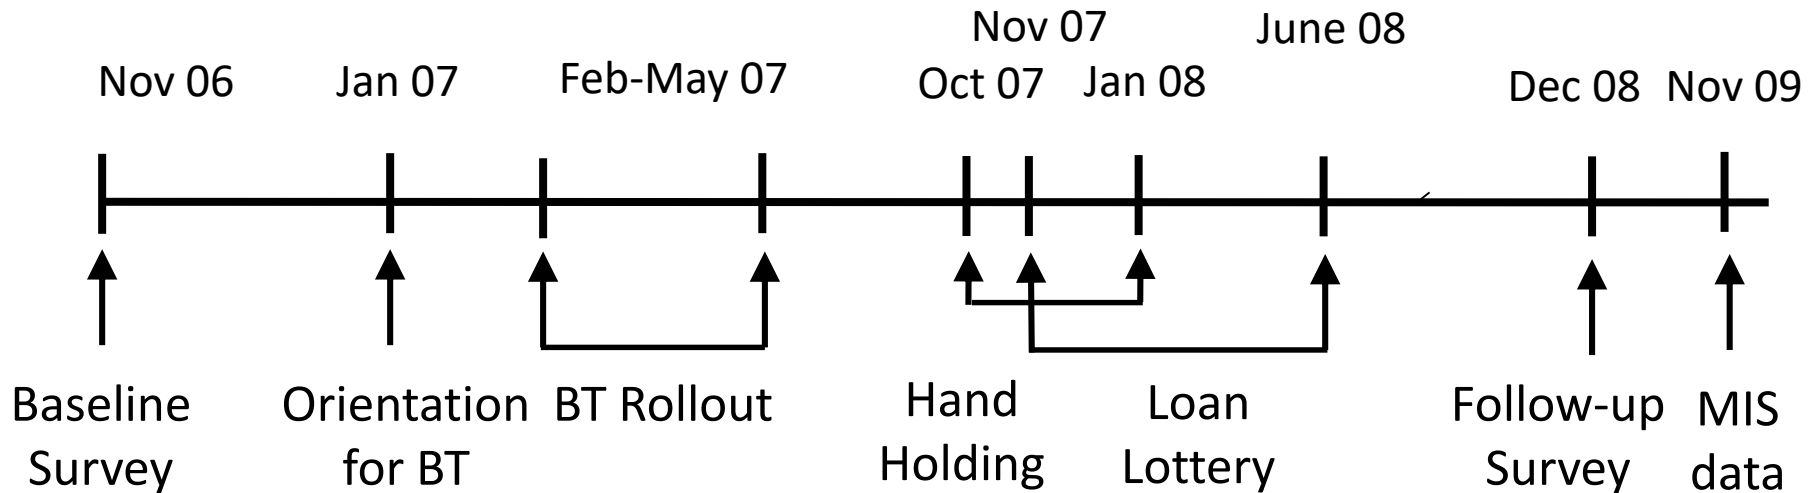 Nov 07
June 08
Nov 06
Jan 07
Feb-May 07
Oct 07
Jan 08
Dec 08
Nov 09
Baseline
Survey
Orientation
for BT
BT Rollout
Hand
Holding
Loan
Lottery
Follow-up
Survey
MIS
data